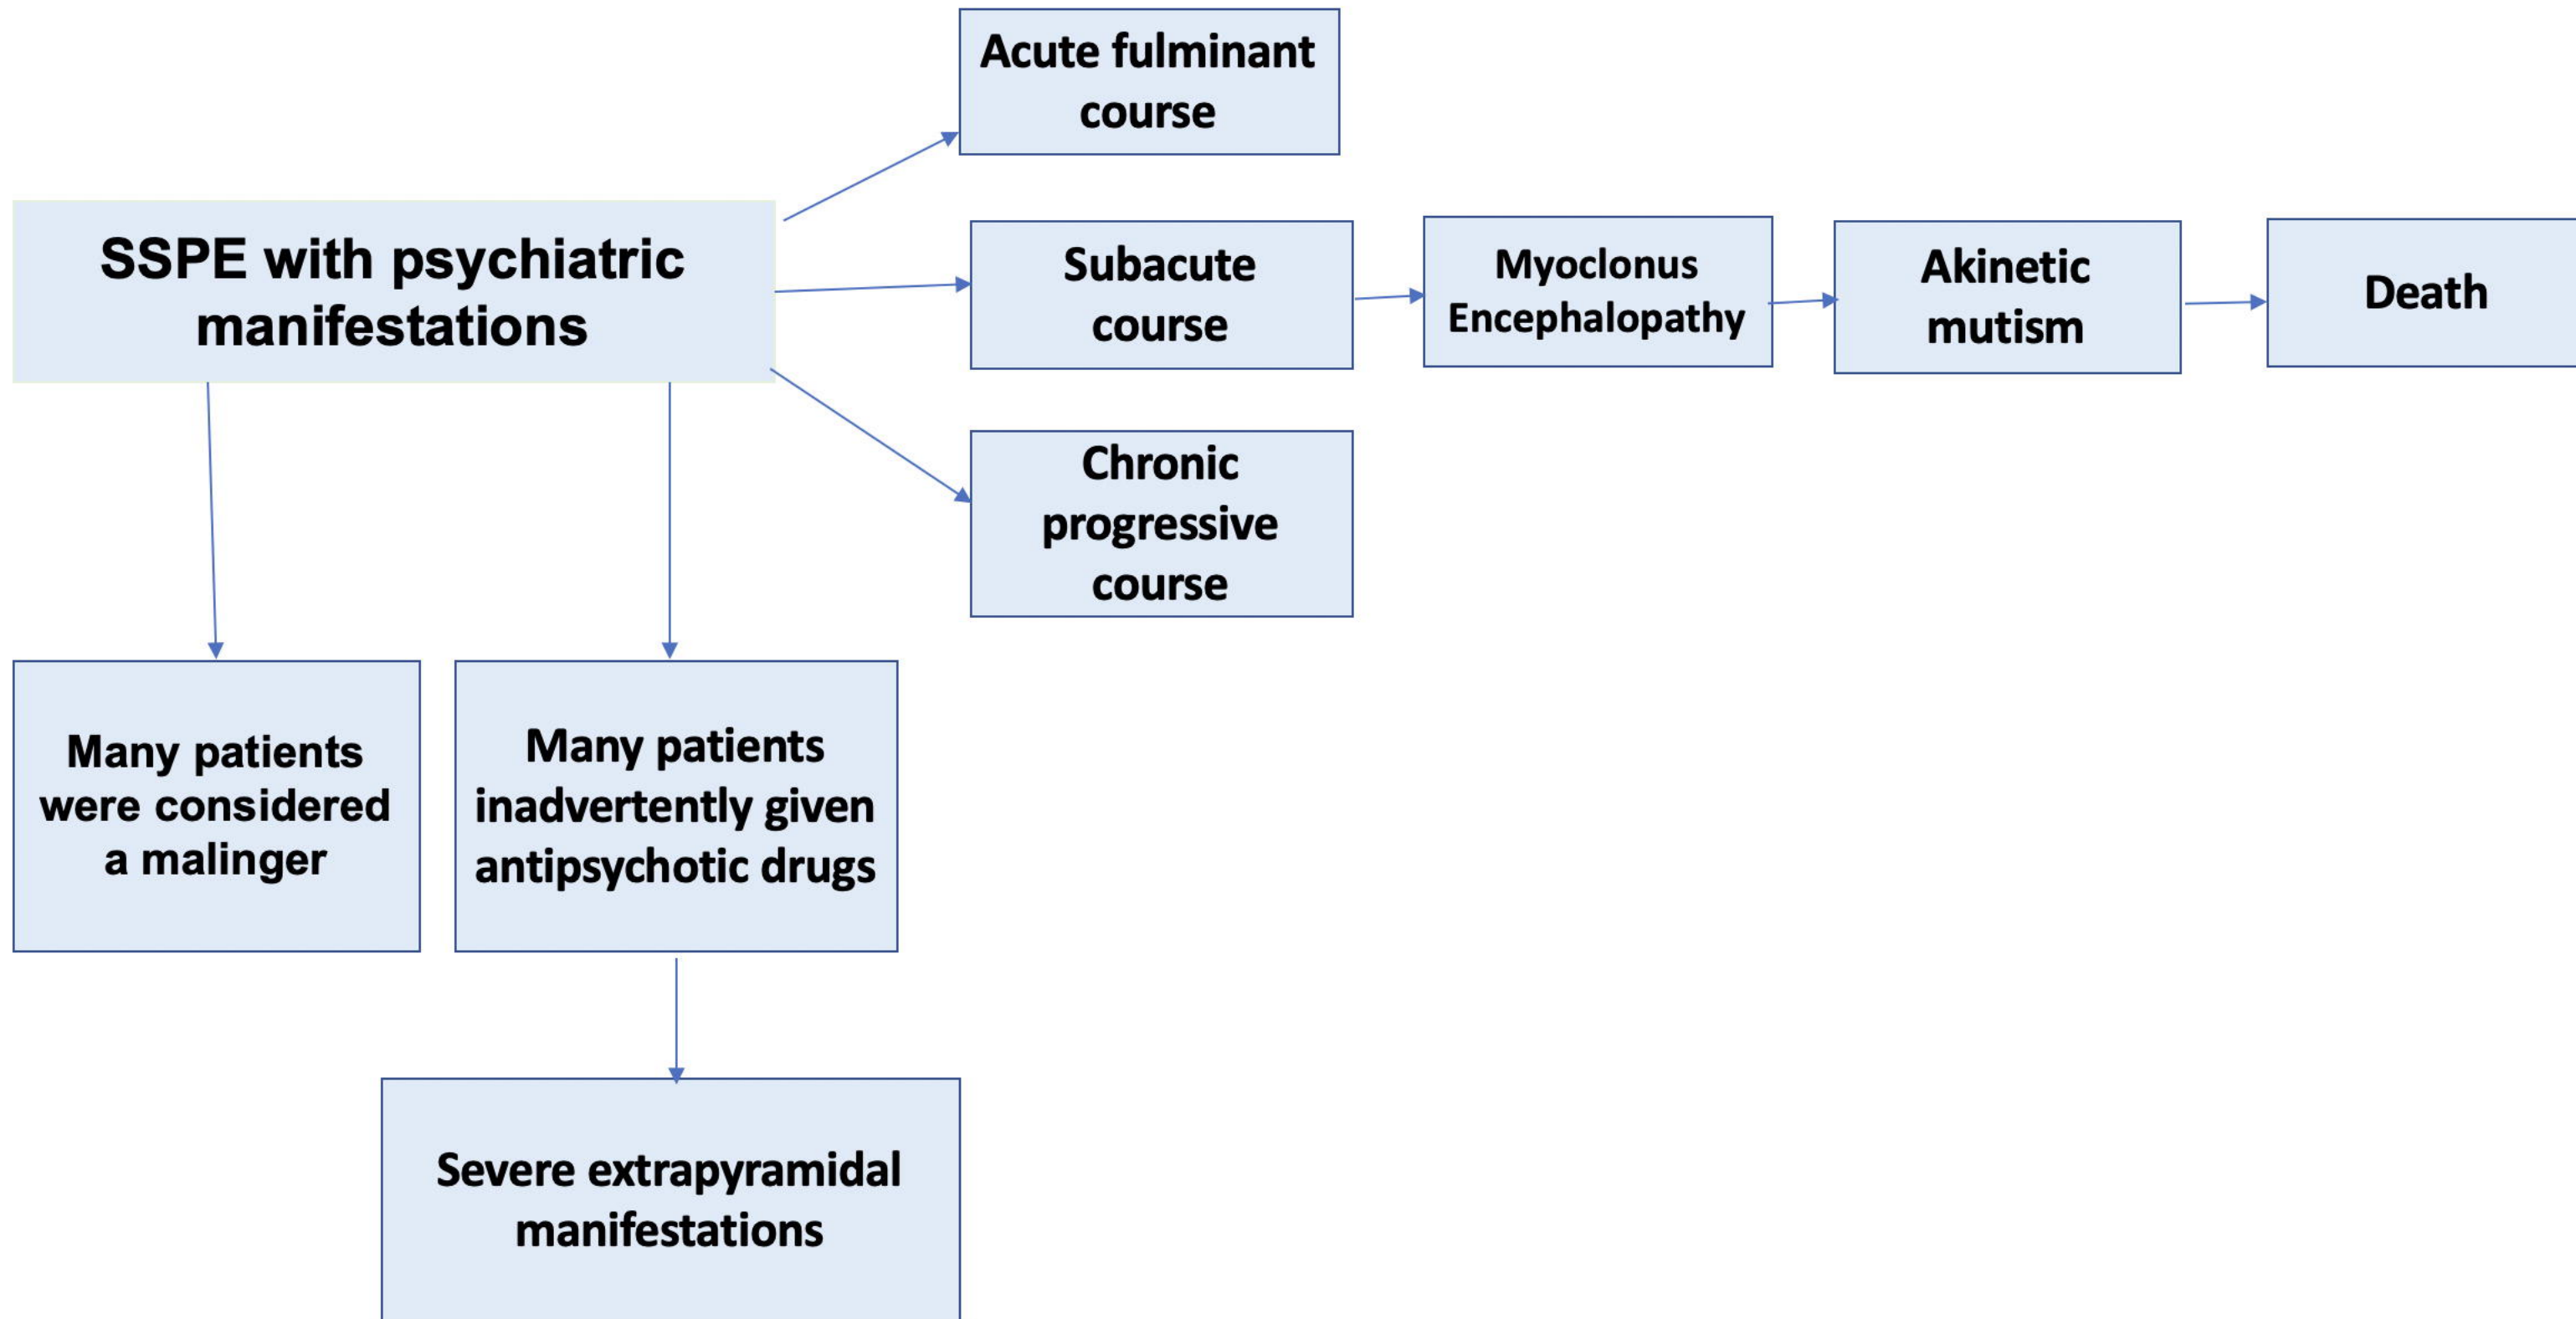 Acute fulminant
course
SSPE with psychiatric
manifestations
Subacute
course
Myoclonus
Encephalopathy
Akinetic
mutism
Death
Chronic
progressive
course
Many patients
were considered
a malinger
Many patients
inadvertently given
antipsychotic drugs
Severe extrapyramidal
manifestations